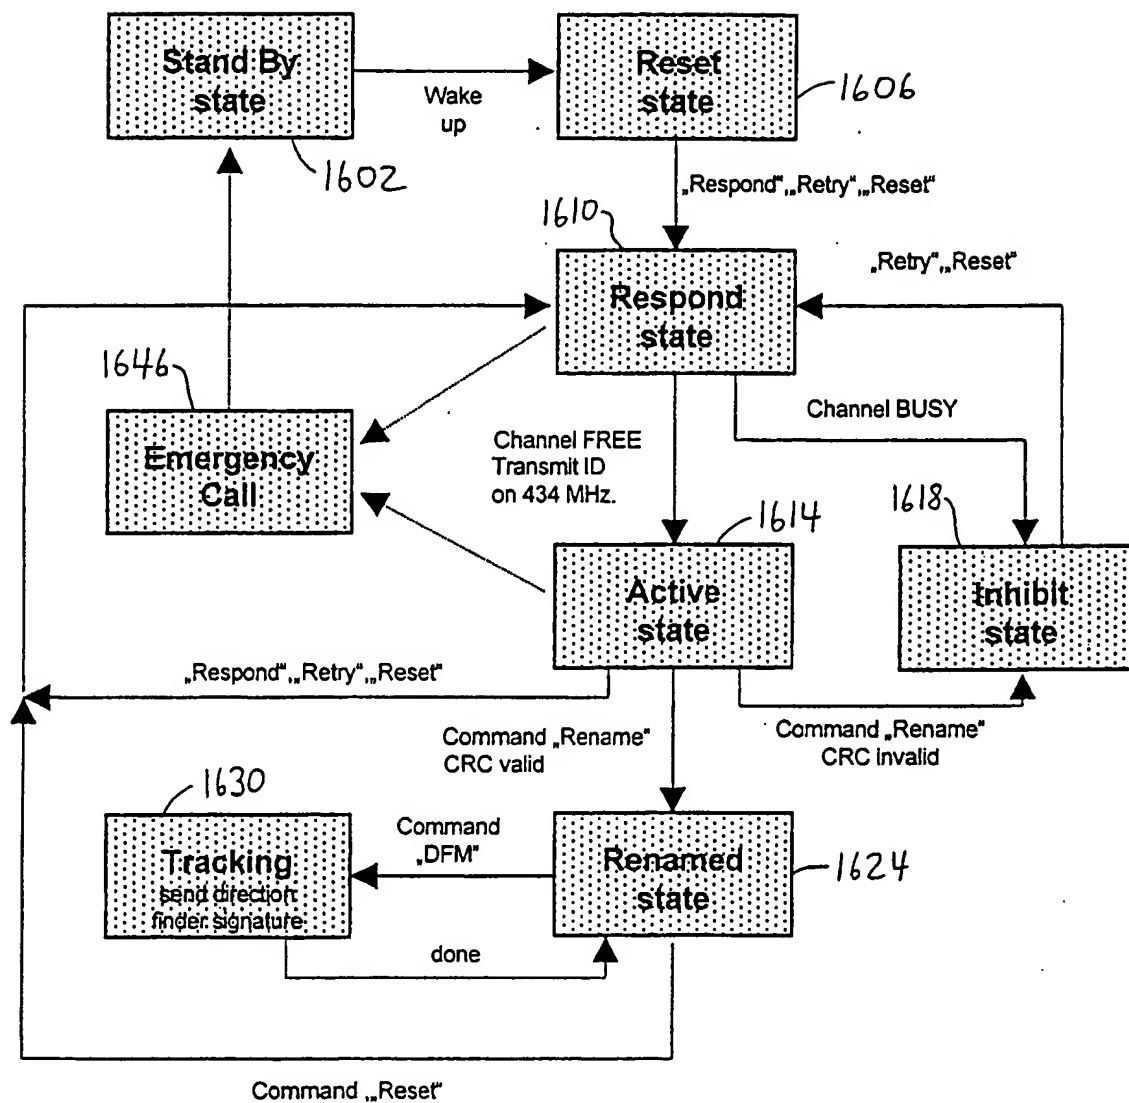 Stand By
state
Reset
state
1606
Wake
up
1602
„Respond“,„Retry“,„Reset“
1610
„Retry“,„Reset“
Respond
state
1646
Channel BUSY
Emergency
Call
Channel FREE
Transmit ID
on 434 MHz.
1614
1618
Active
state
Inhibit
state
„Respond“,„Retry“,„Reset“
Command „Rename“
CRC valid
Command „Rename“
CRC invalid
1630
Command
„DFM“
Tracking
send direction
finder signature
Renamed
state
1624
done
Command „Reset“